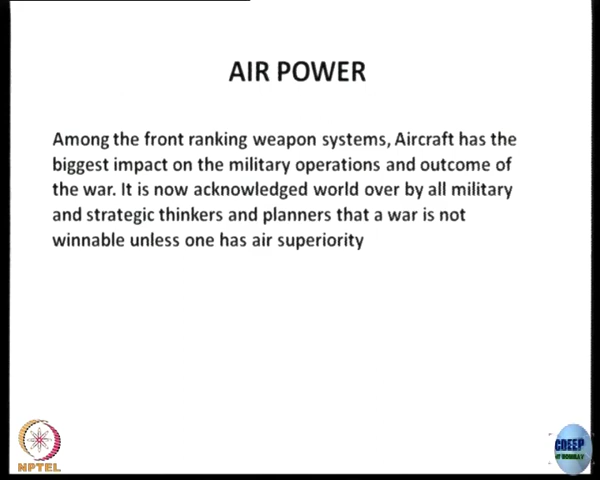 AIR POWER
Among the front ranking weapon systems, Aircraft has the
biggest impact on the military operations and outcome of
the war. It is now acknowledged world over by all military
and strategic thinkers and planners that a war is not
winnable unless one has air superiority
NPTEL
CDEEP
IIT BOMBAY